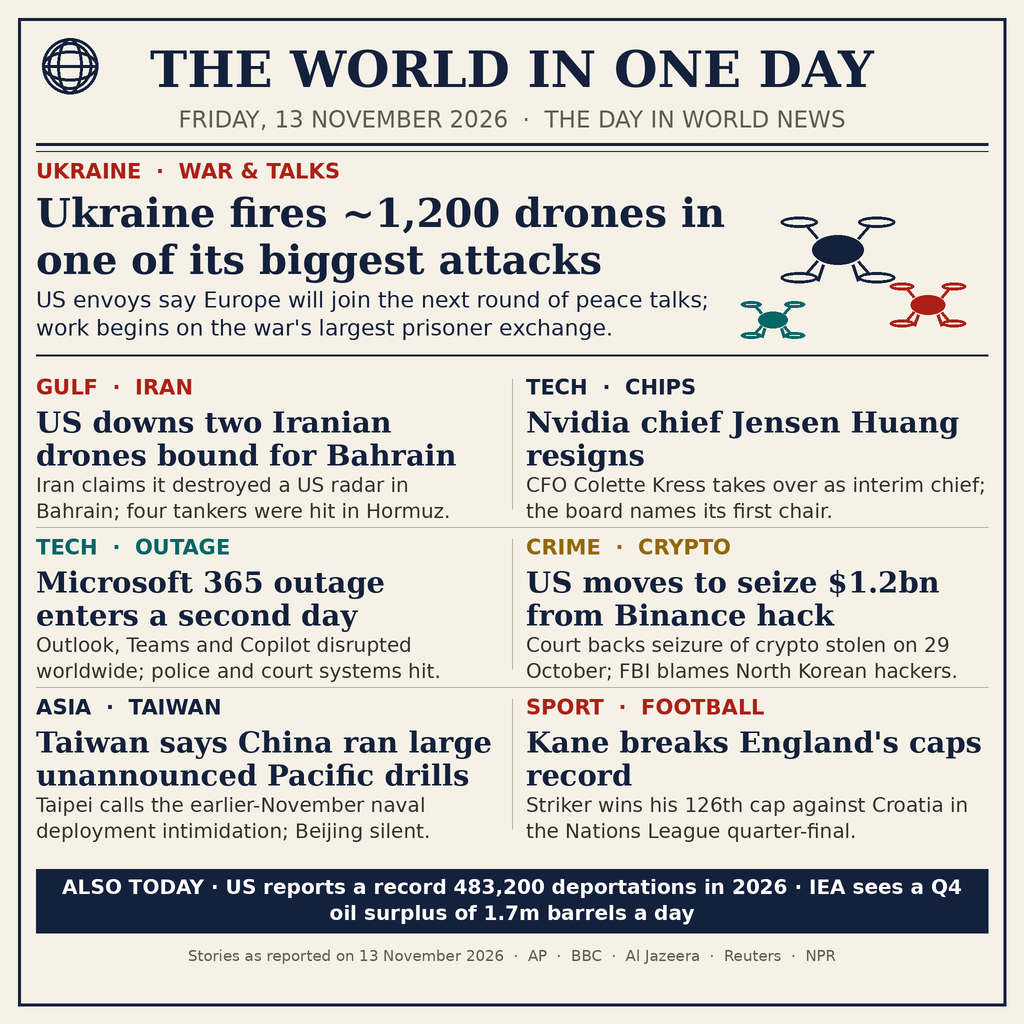 THE WORLD IN ONE DAY
FRIDAY, 13 NOVEMBER 2026 · THE DAY IN WORLD NEWS
UKRAINE · WAR & TALKS
Ukraine fires ~1,200 drones in
one of its biggest attacks
US envoys say Europe will join the next round of peace talks;
work begins on the war's largest prisoner exchange.
GULF · IRAN
US downs two Iranian
drones bound for Bahrain
Iran claims it destroyed a US radar in
Bahrain; four tankers were hit in Hormuz.
TECH · CHIPS
Nvidia chief Jensen Huang
resigns
CFO Colette Kress takes over as interim chief;
the board names its first chair.
TECH · OUTAGE
Microsoft 365 outage
enters a second day
Outlook, Teams and Copilot disrupted
worldwide; police and court systems hit.
CRIME · CRYPTO
US moves to seize $1.2bn
from Binance hack
Court backs seizure of crypto stolen on 29
October; FBI blames North Korean hackers.
ASIA · TAIWAN
Taiwan says China ran large
unannounced Pacific drills
Taipei calls the earlier-November naval
deployment intimidation; Beijing silent.
SPORT · FOOTBALL
Kane breaks England's caps
record
Striker wins his 126th cap against Croatia in
the Nations League quarter-final.
ALSO TODAY · US reports a record 483,200 deportations in 2026 · IEA sees a Q4
oil surplus of 1.7m barrels a day
Stories as reported on 13 November 2026 · AP · BBC · Al Jazeera · Reuters · NPR